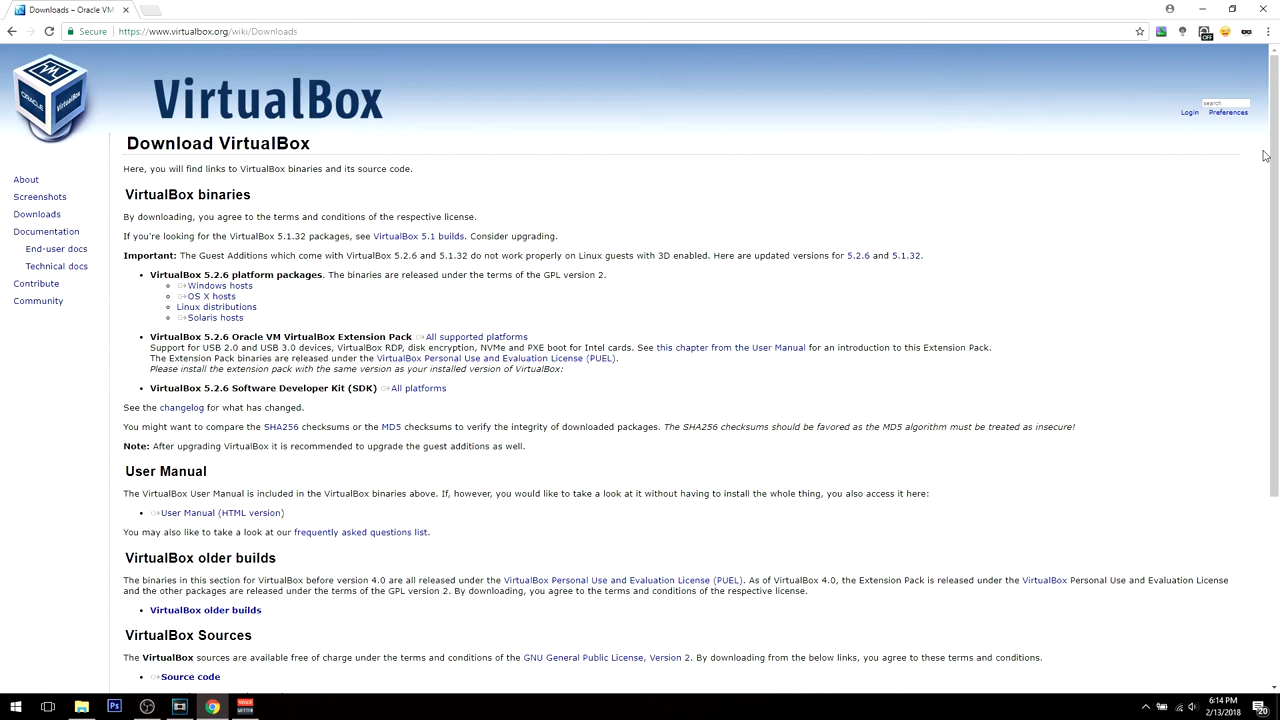 Downloads – Oracle VM
Secure
https://www.virtualbox.org/wiki/Downloads
OFF
VM
ORACLE
VirtualBox
VirtualBox
search
Login
Preferences
About
Screenshots
Downloads
Documentation
End-user docs
Technical docs
Contribute
Community
Download VirtualBox
Here, you will find links to VirtualBox binaries and its source code.
VirtualBox binaries
By downloading, you agree to the terms and conditions of the respective license.
If you're looking for the VirtualBox 5.1.32 packages, see VirtualBox 5.1 builds. Consider upgrading.
Important: The Guest Additions which come with VirtualBox 5.2.6 and 5.1.32 do not work properly on Linux guests with 3D enabled. Here are updated versions for 5.2.6 and 5.1.32.
VirtualBox 5.2.6 platform packages. The binaries are released under the terms of the GPL version 2.
Windows hosts
OS X hosts
Linux distributions
Solaris hosts
VirtualBox 5.2.6 Oracle VM VirtualBox Extension Pack All supported platforms
Support for USB 2.0 and USB 3.0 devices, VirtualBox RDP, disk encryption, NVMe and PXE boot for Intel cards. See this chapter from the User Manual for an introduction to this Extension Pack.
The Extension Pack binaries are released under the VirtualBox Personal Use and Evaluation License (PUEL).
Please install the extension pack with the same version as your installed version of VirtualBox:
VirtualBox 5.2.6 Software Developer Kit (SDK) All platforms
See the changelog for what has changed.
You might want to compare the SHA256 checksums or the MD5 checksums to verify the integrity of downloaded packages. The SHA256 checksums should be favored as the MD5 algorithm must be treated as insecure!
Note: After upgrading VirtualBox it is recommended to upgrade the guest additions as well.
User Manual
The VirtualBox User Manual is included in the VirtualBox binaries above. If, however, you would like to take a look at it without having to install the whole thing, you also access it here:
User Manual (HTML version)
You may also like to take a look at our frequently asked questions list.
VirtualBox older builds
The binaries in this section for VirtualBox before version 4.0 are all released under the VirtualBox Personal Use and Evaluation License (PUEL). As of VirtualBox 4.0, the Extension Pack is released under the VirtualBox Personal Use and Evaluation License
and the other packages are released under the terms of the GPL version 2. By downloading, you agree to the terms and conditions of the respective license.
VirtualBox older builds
VirtualBox Sources
The VirtualBox sources are available free of charge under the terms and conditions of the GNU General Public License, Version 2. By downloading from the below links, you agree to these terms and conditions.
Source code
Ps
6:14 PM
2/13/2018
20